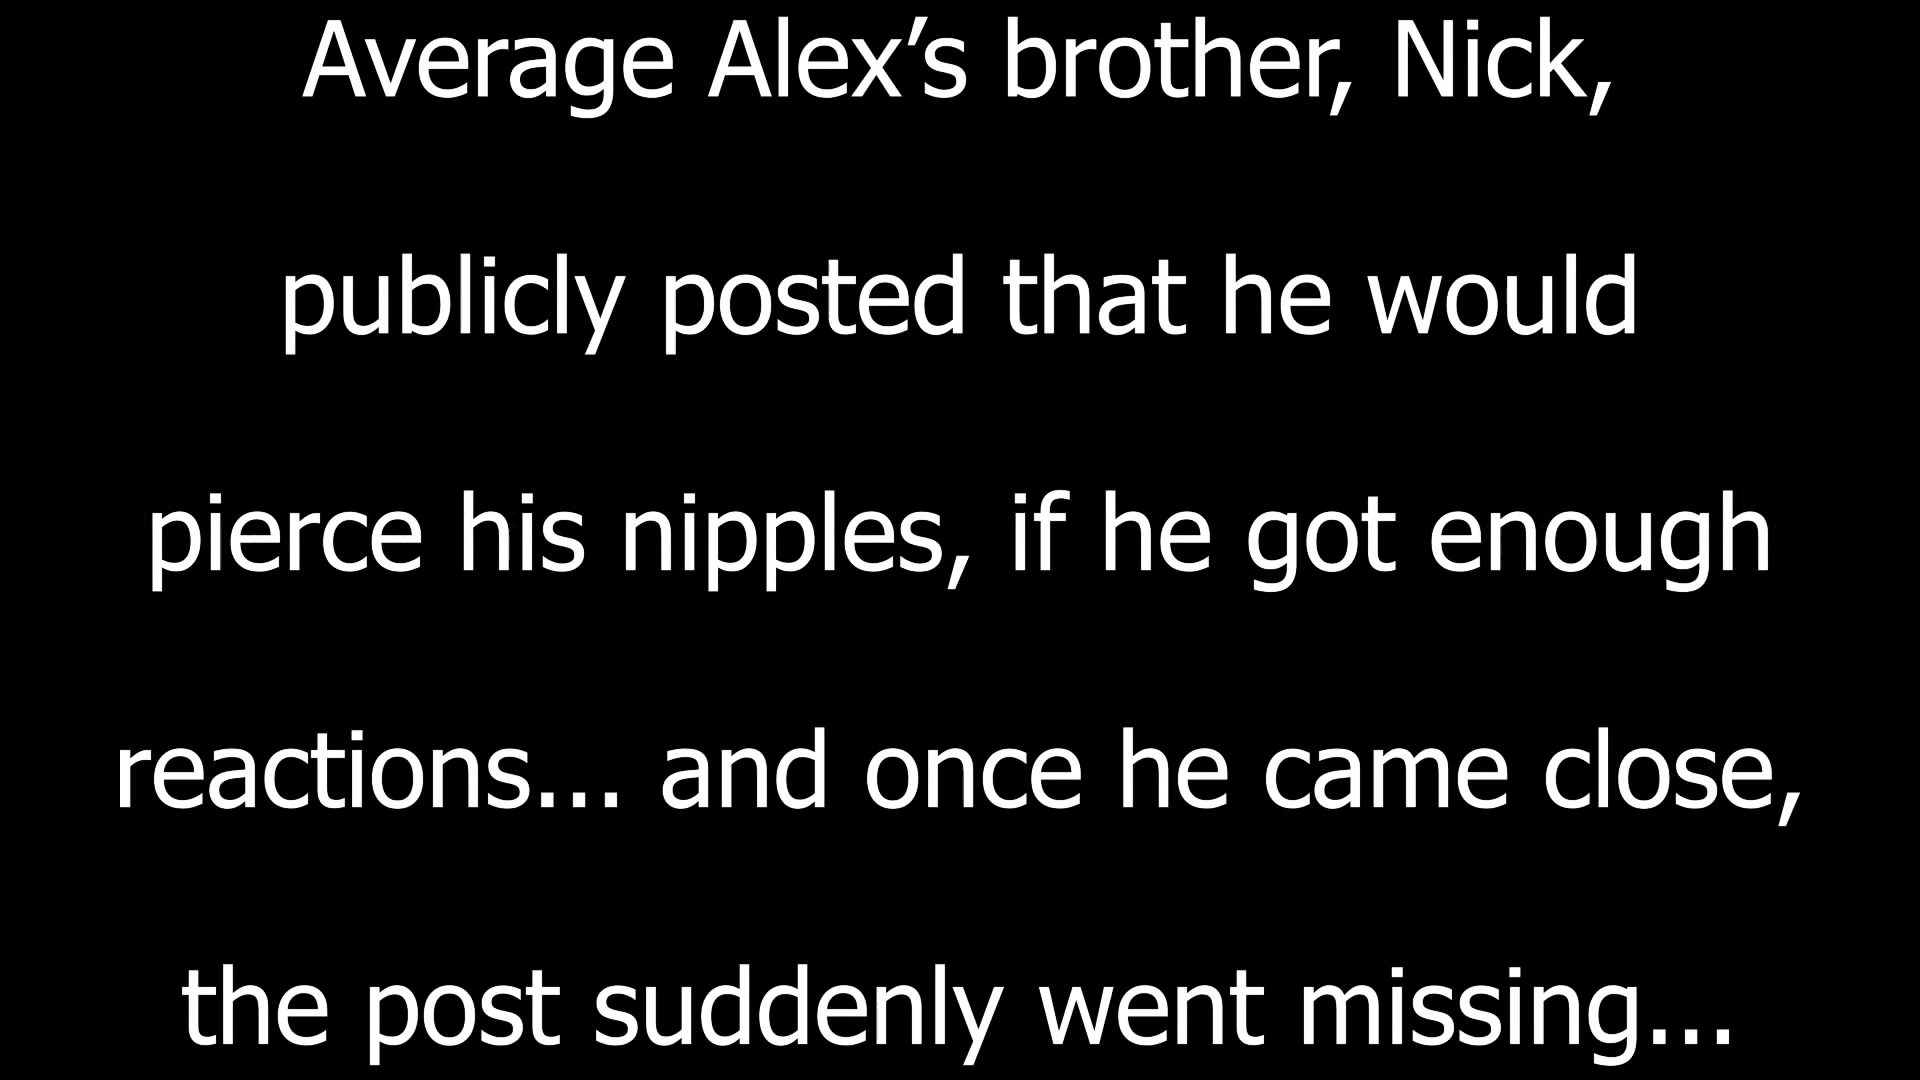 Average Alex’s brother, Nick,
publicly posted that he would
pierce his nipples, if he got enough
reactions... and once he came close,
the post suddenly went missing...